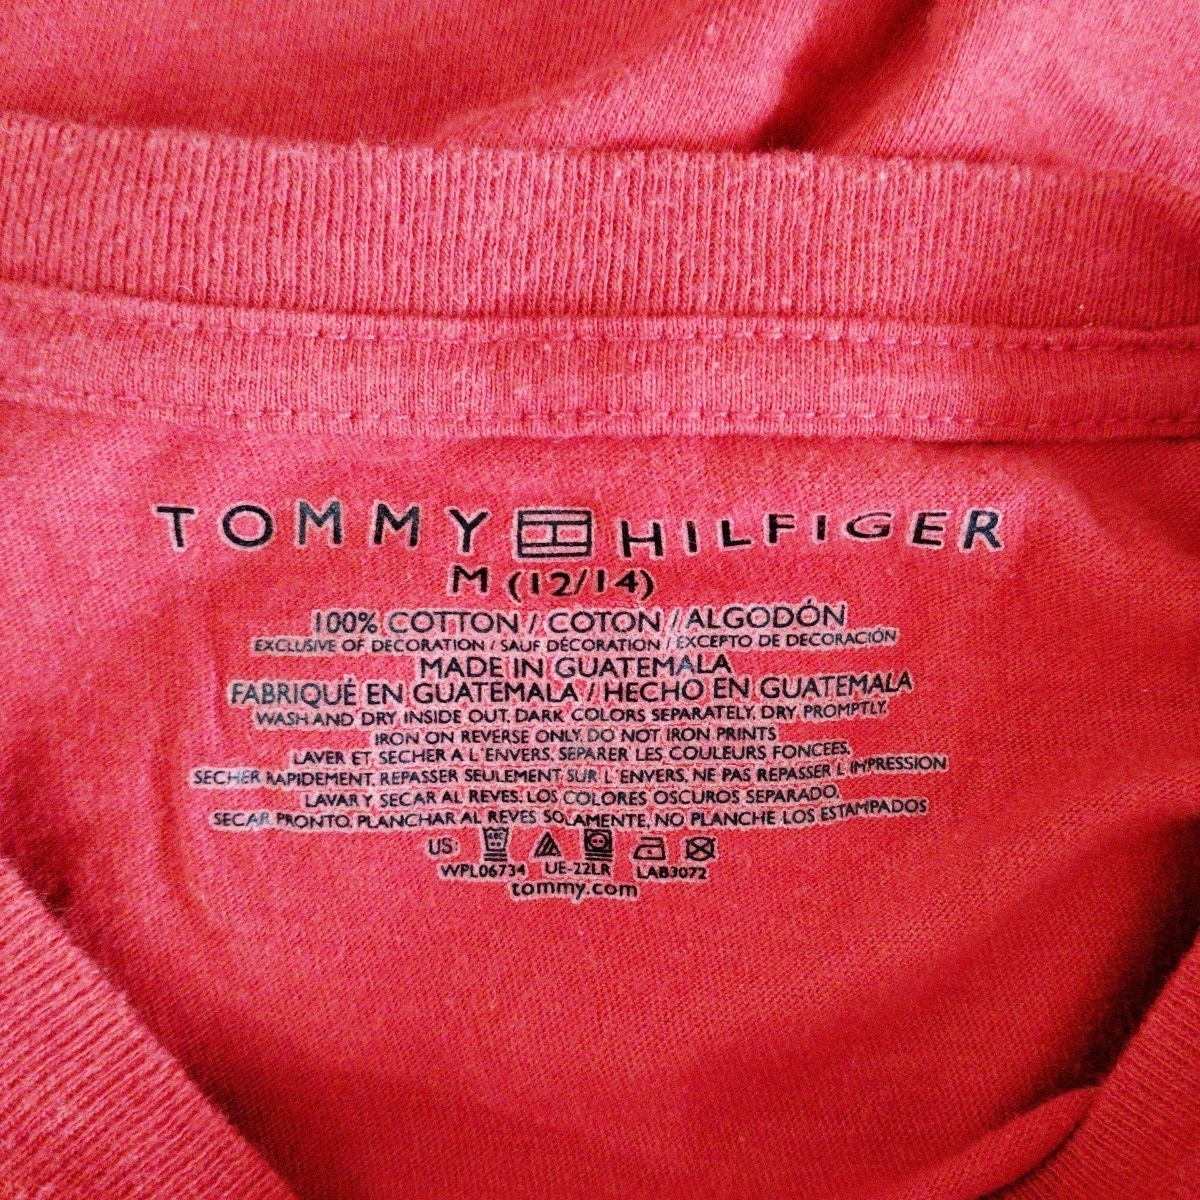 TOMMY HILFIGER
M (12/14)
100% COTTON / COTON / ALGODÓN
EXCLUSIVE OF DECORATION / SAUF DÉCORATION / EXCEPTO DE DECORACIÓN
MADE IN GUATEMALA
FABRIQUÉ EN GUATEMALA / HECHO EN GUATEMALA
WASH AND DRY INSIDE OUT. DARK COLORS SEPARATELY. DRY PROMPTLY.
IRON ON REVERSE ONLY. DO NOT IRON PRINTS
LAVER ET SECHER A L'ENVERS. SEPARER LES COULEURS FONCEES.
SECHER RAPIDEMENT. REPASSER SEULEMENT SUR L'ENVERS. NE PAS REPASSER L IMPRESSION
LAVAR Y SECAR AL REVES. LOS COLORES OSCUROS SEPARADO.
SECAR PRONTO. PLANCHAR AL REVES SOLAMENTE, NO PLANCHE LOS ESTAMPADOS
US:
WPL06734 UE-22LR LAB3072
tommy.com